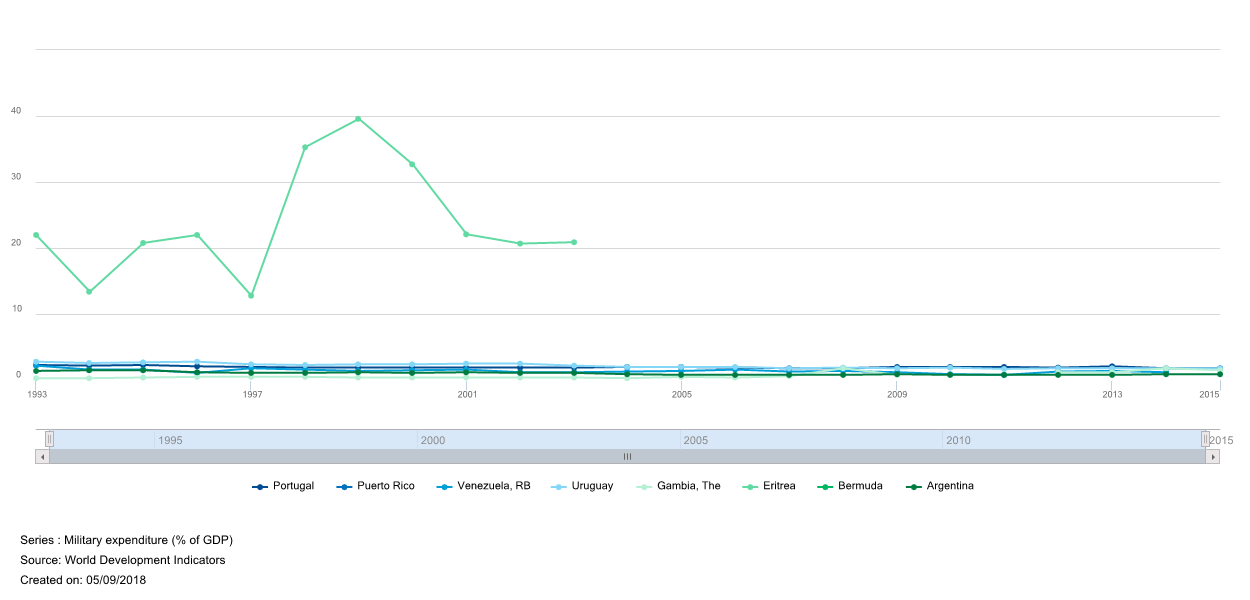 40
30
20
10
0
1993 1997 2001 2005 2009 2013 2015
1995 2000 2005 2010 2015
Portugal Puerto Rico Venezuela, RB Uruguay Gambia, The Eritrea Bermuda Argentina
Series : Military expenditure (% of GDP)
Source: World Development Indicators
Created on: 05/09/2018